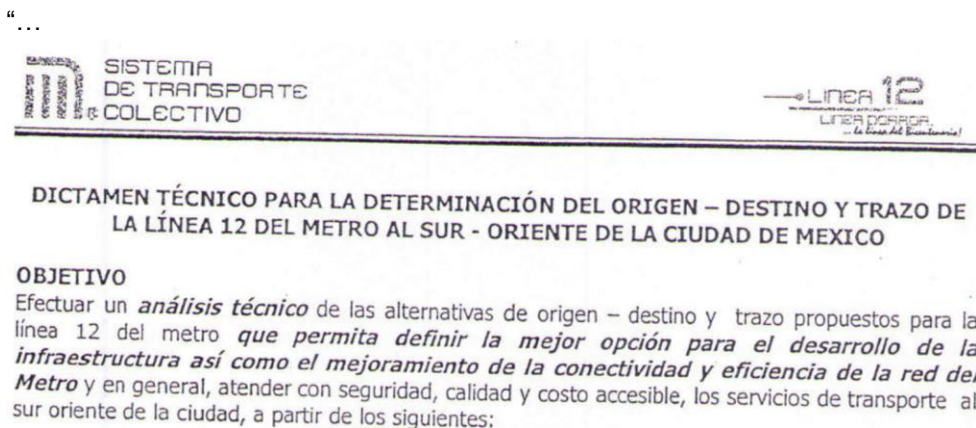 “…
SISTEMA
DE TRANSPORTE
COLECTIVO
LINEA 12
LINEA DORADA
... la línea del Bicentenario!
DICTAMEN TÉCNICO PARA LA DETERMINACIÓN DEL ORIGEN – DESTINO Y TRAZO DE
LA LÍNEA 12 DEL METRO AL SUR - ORIENTE DE LA CIUDAD DE MEXICO
OBJETIVO
Efectuar un análisis técnico de las alternativas de origen – destino y trazo propuestos para la
línea 12 del metro que permita definir la mejor opción para el desarrollo de la
infraestructura así como el mejoramiento de la conectividad y eficiencia de la red del
Metro y en general, atender con seguridad, calidad y costo accesible, los servicios de transporte al
sur oriente de la ciudad, a partir de los siguientes: